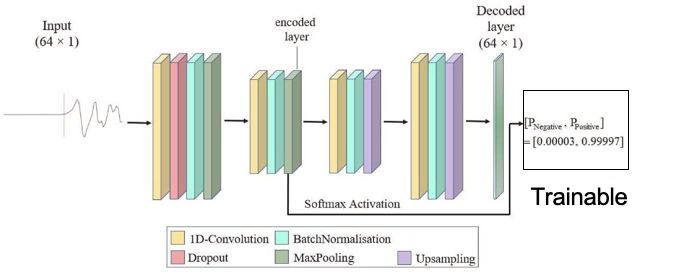 Input
(64 × 1)
encoded
layer
Decoded
layer
(64 × 1)
[P_Negative , P_Positive ]
=[0.00003, 0.99997]
Trainable
Softmax Activation
1D-Convolution
BatchNormalisation
Dropout
MaxPooling
Upsampling